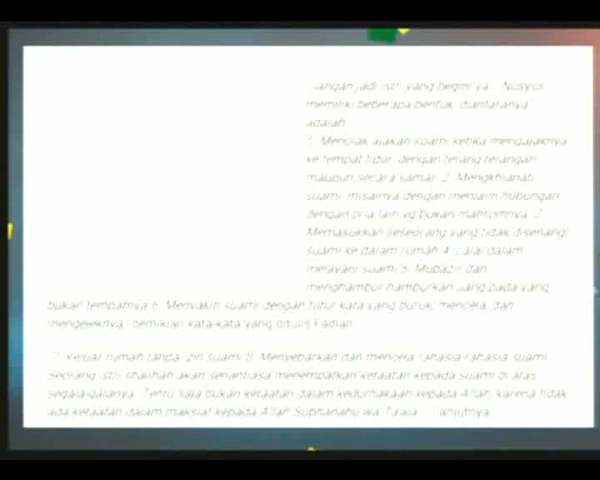 Jangan jadi istri yang begini ya... Nusyus
memiliki beberapa bentuk, diantaranya
adalah
1. Menolak ajakan suami ketika mengajaknya
ke tempat tidur, dengan terang-terangan
maupun secara samar. 2. Mengkhianati
suami, misalnya dengan menjalin hubungan
dengan pria lain yg bukan mahromnya. 3.
Memasukkan seseorang yang tidak disenangi
suami ke dalam rumah 4. Lalai dalam
melayani suami 5. Mubazir dan
menghambur-hamburkan uang pada yang
bukan tempatnya 6. Menyakiti suami dengan tutur kata yang buruk, mencela, dan
mengejeknya. demikian kata-kata yang ditulis Fadlan.
7. Keluar rumah tanpa izin suami 8. Menyebarkan dan mencela rahasia-rahasia suami.
Seorang istri shalihah akan senantiasa menempatkan ketaatan kepada suami di atas
segala-galanya. Tentu saja bukan ketaatan dalam kedurhakaan kepada Allah, karena tidak
ada ketaatan dalam maksiat kepada Allah Subhanahu wa Ta'ala... lanjutnya.